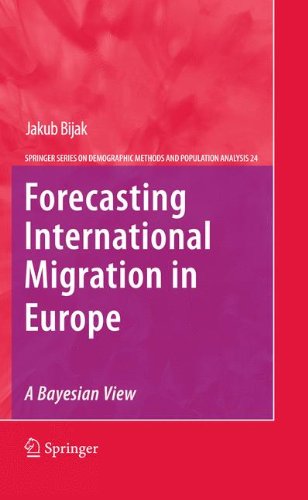 Jakub Bijak
SPRINGER SERIES ON DEMOGRAPHIC METHODS AND POPULATION ANALYSIS 24
Forecasting
International
Migration in
Europe
A Bayesian View
Springer